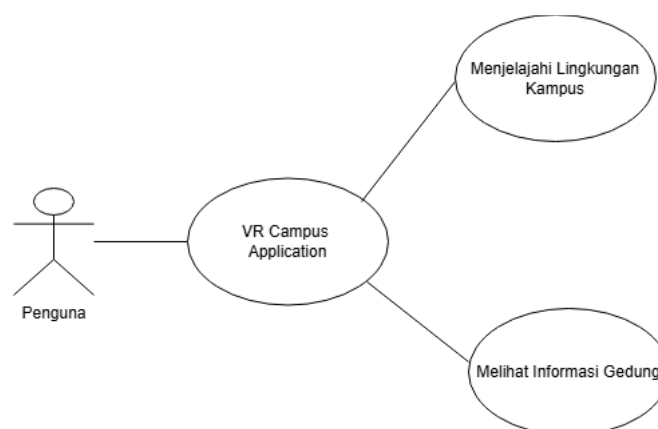 Menjelajahi Lingkungan
Kampus
VR Campus
Application
Penguna
Melihat Informasi Gedung